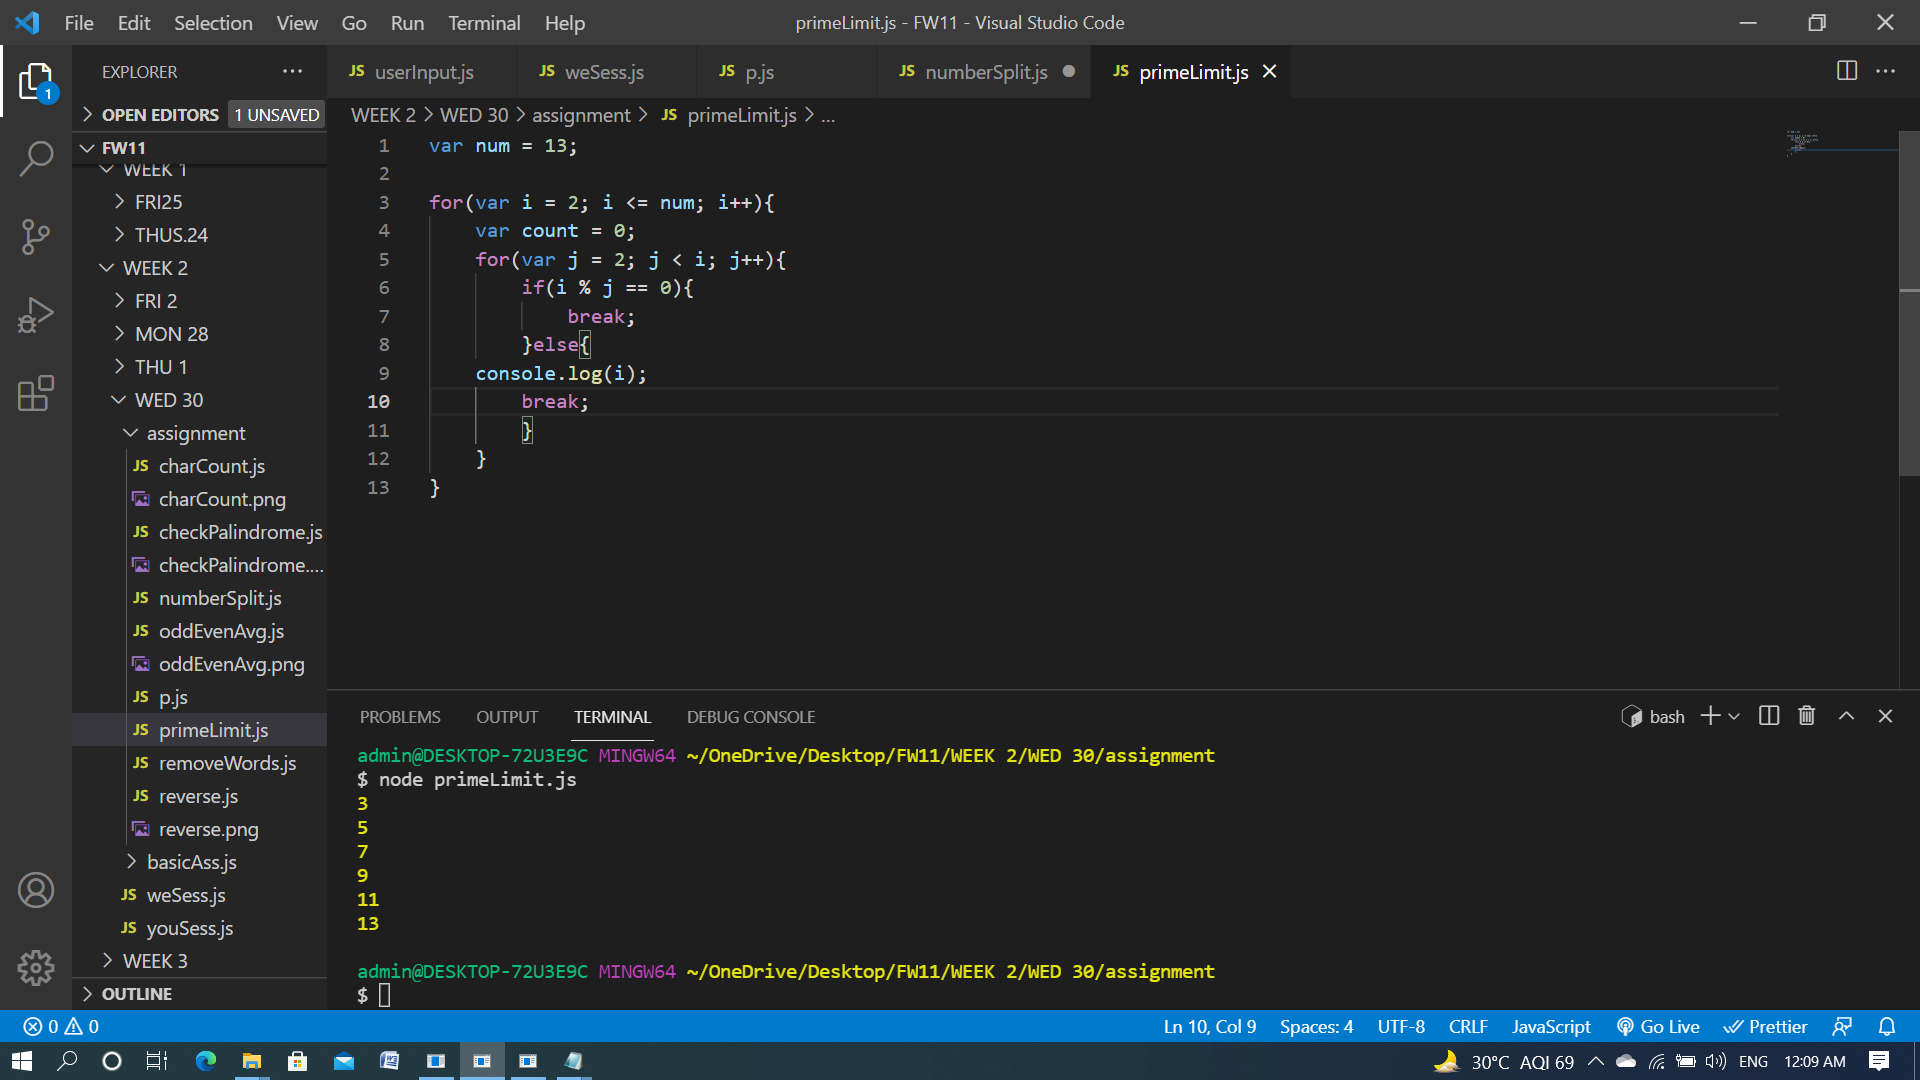 File Edit Selection View Go Run Terminal Help
primeLimit.js - FW11 - Visual Studio Code
EXPLORER ...
1
OPEN EDITORS 1 UNSAVED
FW11
WEEK 1
FRI25
THUS.24
WEEK 2
FRI 2
MON 28
THU 1
WED 30
assignment
JS charCount.js
charCount.png
JS checkPalindrome.js
checkPalindrome....
JS numberSplit.js
JS oddEvenAvg.js
oddEvenAvg.png
JS p.js
JS primeLimit.js
JS removeWords.js
JS reverse.js
reverse.png
basicAss.js
JS weSess.js
JS youSess.js
WEEK 3
OUTLINE
JS userInput.js JS weSess.js JS p.js JS numberSplit.js JS primeLimit.js
WEEK 2 > WED 30 > assignment > JS primeLimit.js > ...
1 var num = 13;
2
3 for(var i = 2; i <= num; i++){
4 var count = 0;
5 for(var j = 2; j < i; j++){
6 if(i % j == 0){
7 break;
8 }else{
9 console.log(i);
10 break;
11 }
12 }
13 }
PROBLEMS OUTPUT TERMINAL DEBUG CONSOLE
bash
admin@DESKTOP-72U3E9C MINGW64 ~/OneDrive/Desktop/FW11/WEEK 2/WED 30/assignment
$ node primeLimit.js
3
5
7
9
11
13
admin@DESKTOP-72U3E9C MINGW64 ~/OneDrive/Desktop/FW11/WEEK 2/WED 30/assignment
$
0 0
Ln 10, Col 9 Spaces: 4 UTF-8 CRLF JavaScript Go Live Prettier
30°C AQI 69 ENG 12:09 AM